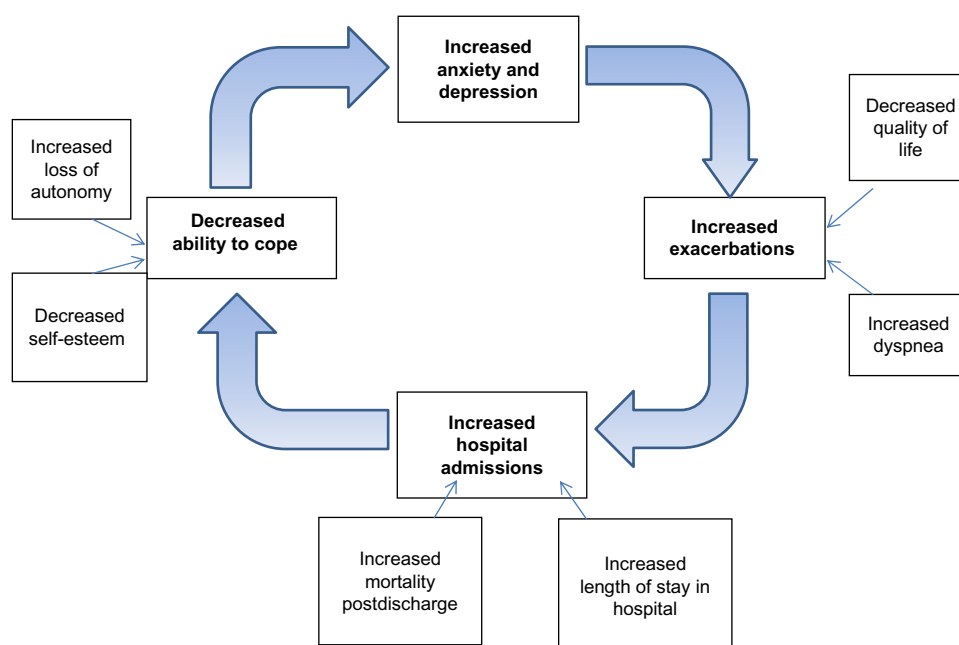 Increased
anxiety and
depression
Decreased
quality of
life
Increased
loss of
autonomy
Decreased
ability to cope
Increased
exacerbations
Decreased
self-esteem
Increased
dyspnea
Increased
hospital
admissions
Increased
mortality
postdischarge
Increased
length of stay in
hospital